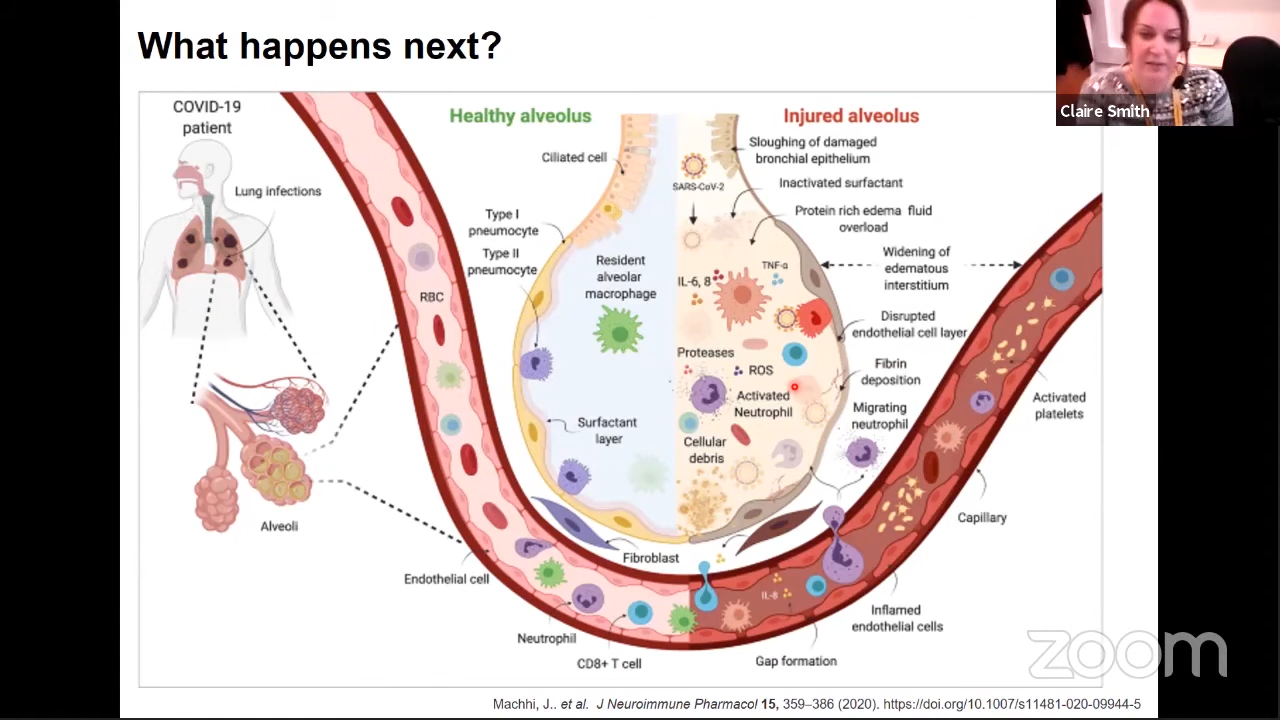 What happens next?
Claire Smith
COVID-19
patient
Lung infections
Alveoli
Healthy alveolus
Injured alveolus
Ciliated cell
Type I
pneumocyte
Type II
pneumocyte
Resident
alveolar
macrophage
RBC
Surfactant
layer
Fibroblast
Endothelial cell
Neutrophil
CD8+ T cell
SARS-CoV-2
Sloughing of damaged
bronchial epithelium
Inactivated surfactant
Protein rich edema fluid
overload
Widening of
edematous
interstitium
TNF-α
IL-6, 8
Disrupted
endothelial cell layer
Proteases
ROS
Fibrin
deposition
Activated
Neutrophil
Migrating
neutrophil
Cellular
debris
Activated
platelets
Capillary
IL-8
Inflamed
endothelial cells
Gap formation
zoom
Machhi, J.. et al. J Neuroimmune Pharmacol 15, 359–386 (2020). https://doi.org/10.1007/s11481-020-09944-5